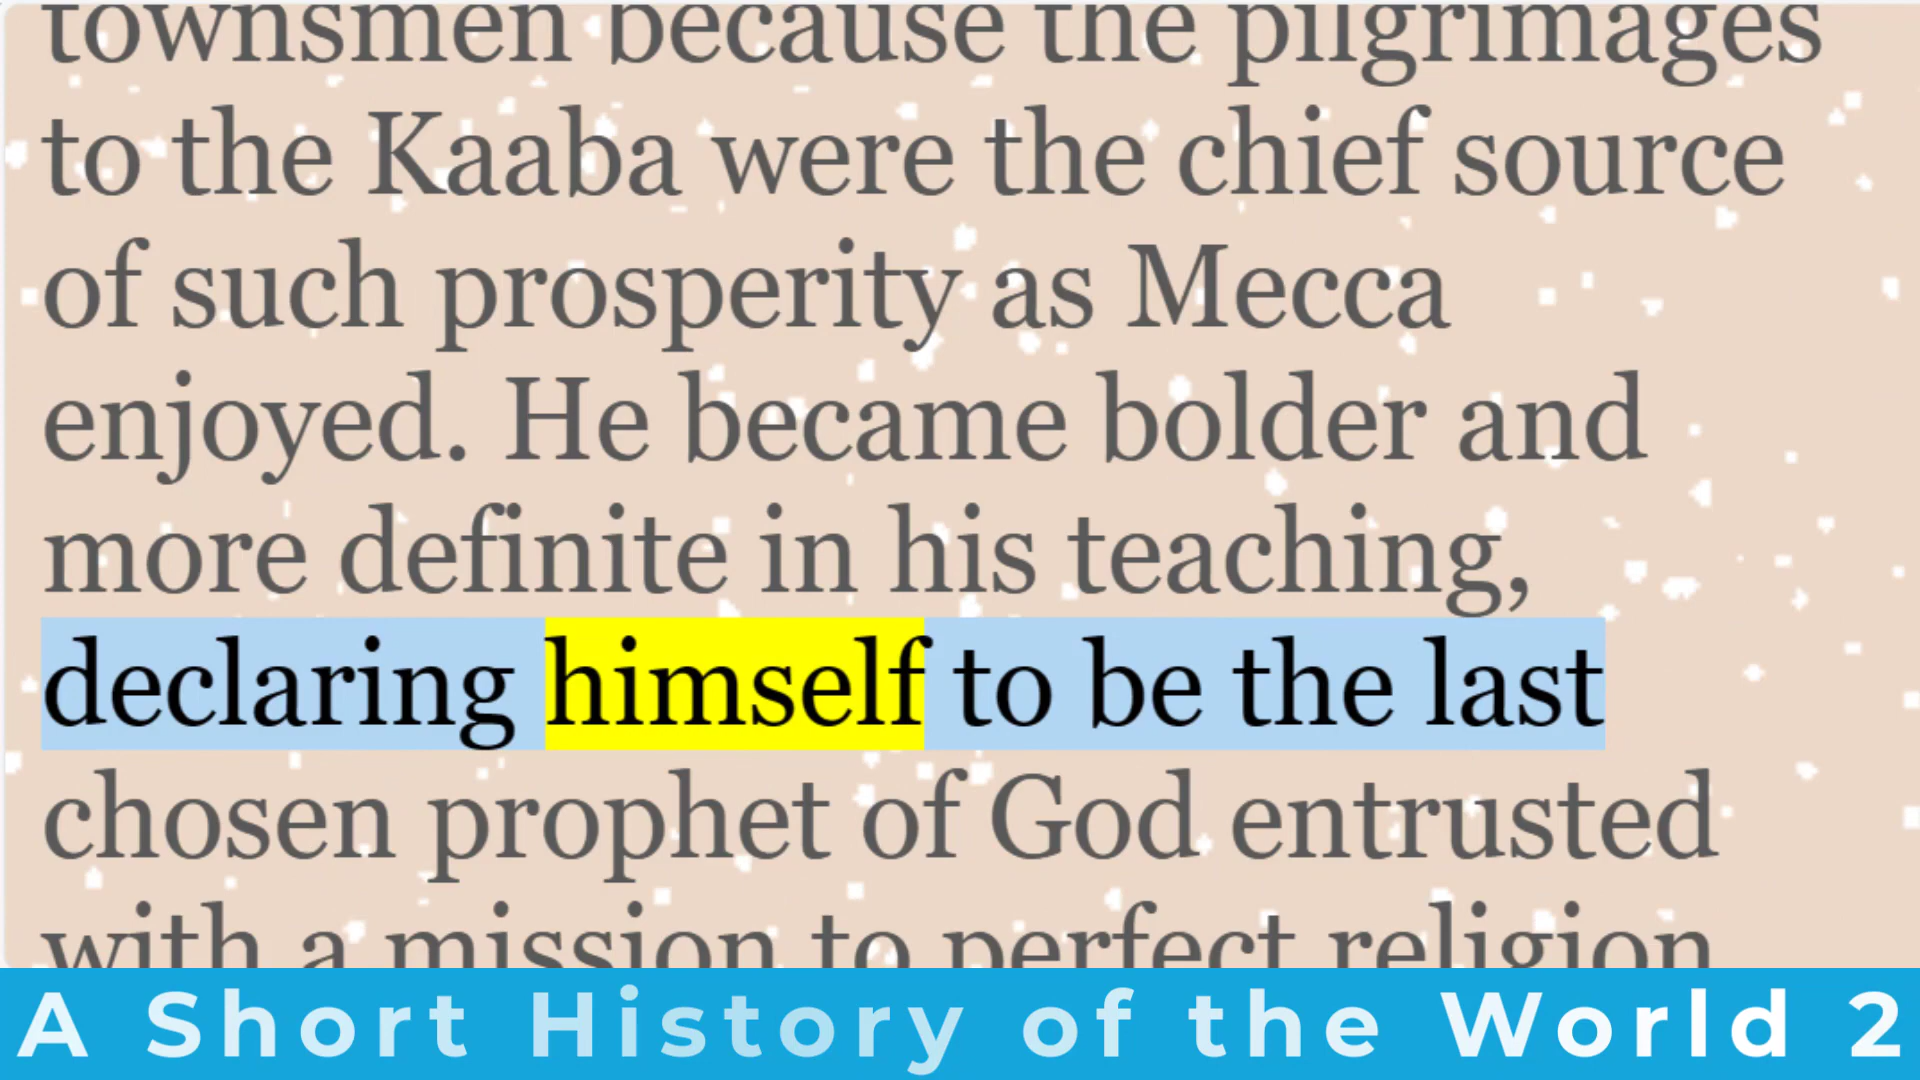 townsmen because the pilgrimages
to the Kaaba were the chief source
of such prosperity as Mecca
enjoyed. He became bolder and
more definite in his teaching,
declaring himself to be the last
chosen prophet of God entrusted
with a mission to perfect religion
A Short History of the World 2